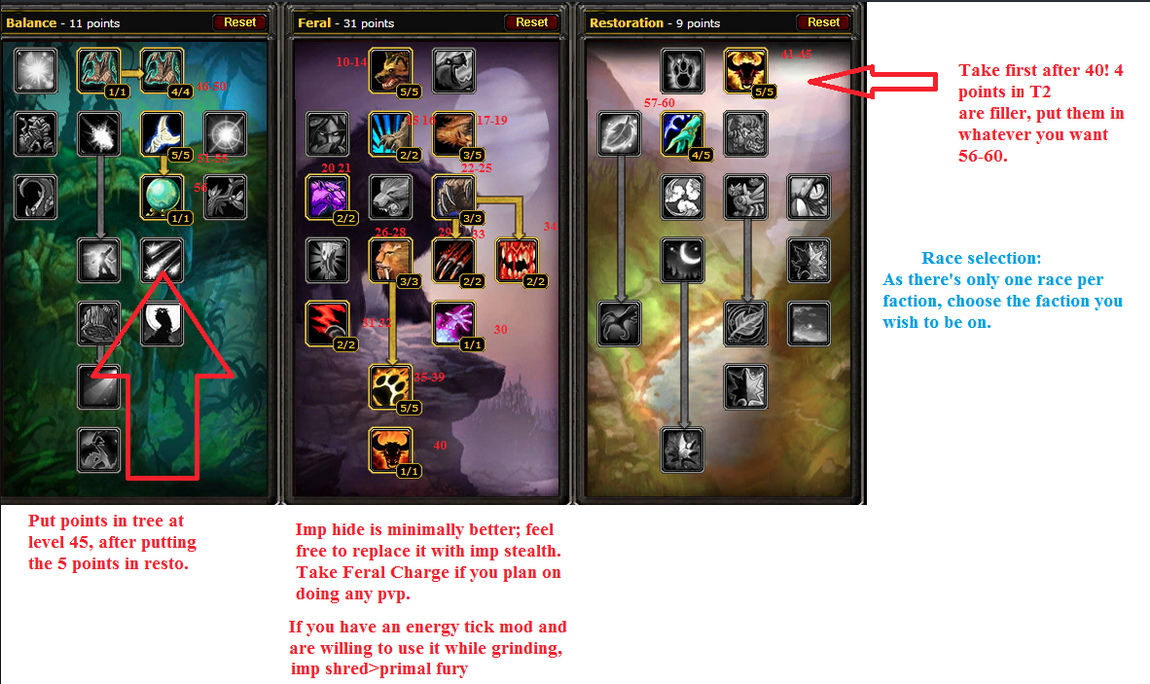 Balance - 11 points Reset
1/1
4/4
46-50
5/5
51-55
56
1/1
Put points in tree at
level 45, after putting
the 5 points in resto.
Feral - 31 points Reset
10-14
5/5
15 16
17-19
2/2
3/5
20 21
22-25
2/2
3/3
34
26-28
29
33
3/3
2/2
2/2
31-32
30
2/2
1/1
35-39
5/5
40
1/1
Imp hide is minimally better; feel
free to replace it with imp stealth.
Take Feral Charge if you plan on
doing any pvp.
If you have an energy tick mod and
are willing to use it while grinding,
imp shred>primal fury
Restoration - 9 points Reset
41-45
5/5
57-60
4/5
Take first after 40! 4
points in T2
are filler, put them in
whatever you want
56-60.
Race selection:
As there's only one race per
faction, choose the faction you
wish to be on.